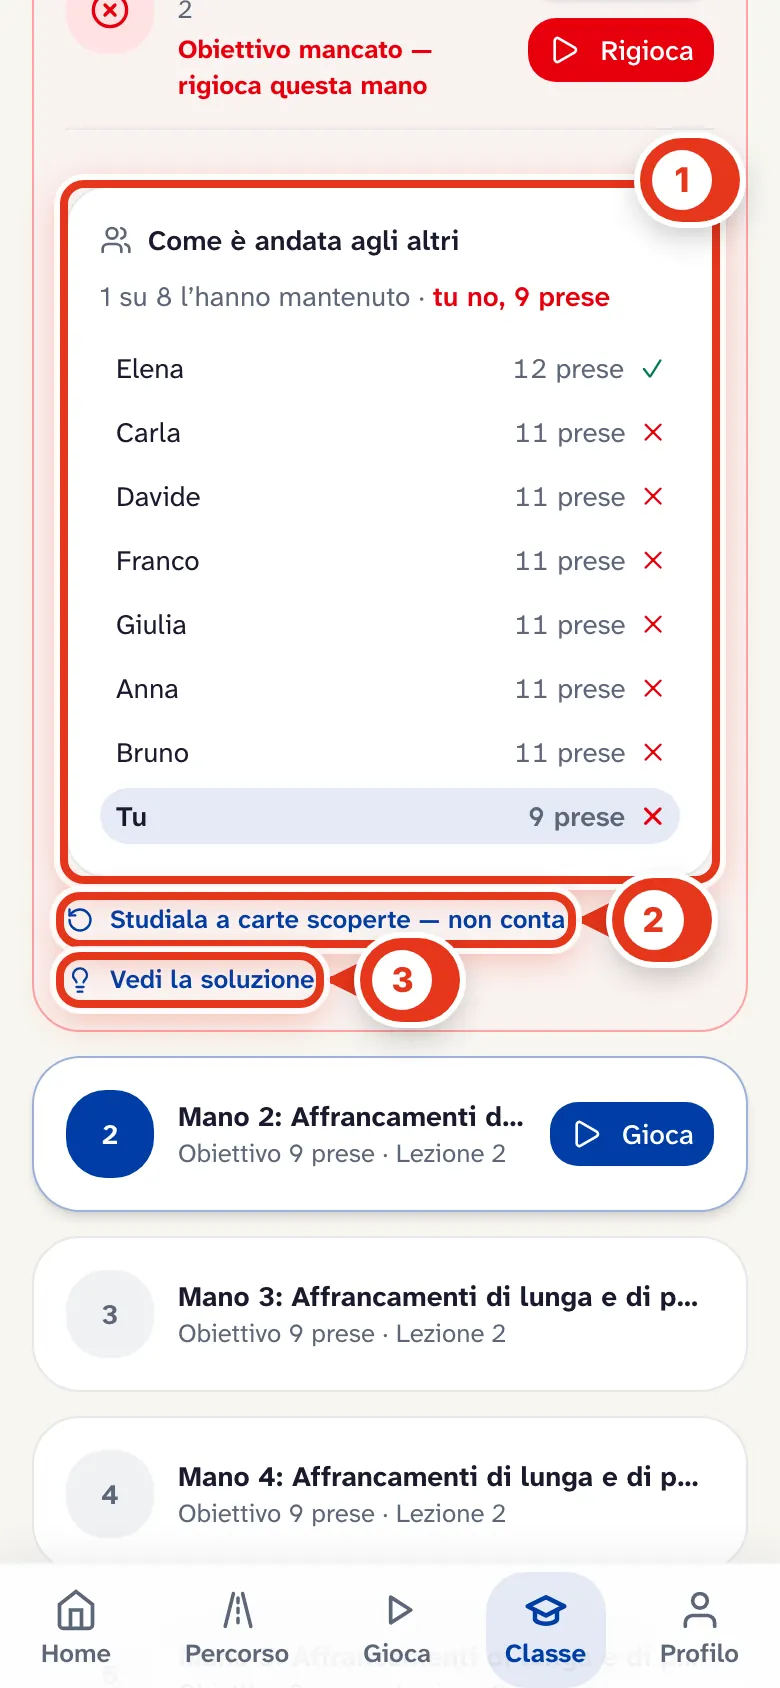 2
Obiettivo mancato —
rigioca questa mano
Rigioca
1
Come è andata agli altri
1 su 8 l’hanno mantenuto · tu no, 9 prese
Elena 12 prese
Carla 11 prese
Davide 11 prese
Franco 11 prese
Giulia 11 prese
Anna 11 prese
Bruno 11 prese
Tu 9 prese
Studiala a carte scoperte — non conta
2
Vedi la soluzione
3
2
Mano 2: Affrancamenti d...
Obiettivo 9 prese · Lezione 2
Gioca
3
Mano 3: Affrancamenti di lunga e di p...
Obiettivo 9 prese · Lezione 2
4
Mano 4: Affrancamenti di lunga e di p...
Obiettivo 9 prese · Lezione 2
Home
Percorso
Gioca
Classe
Profilo